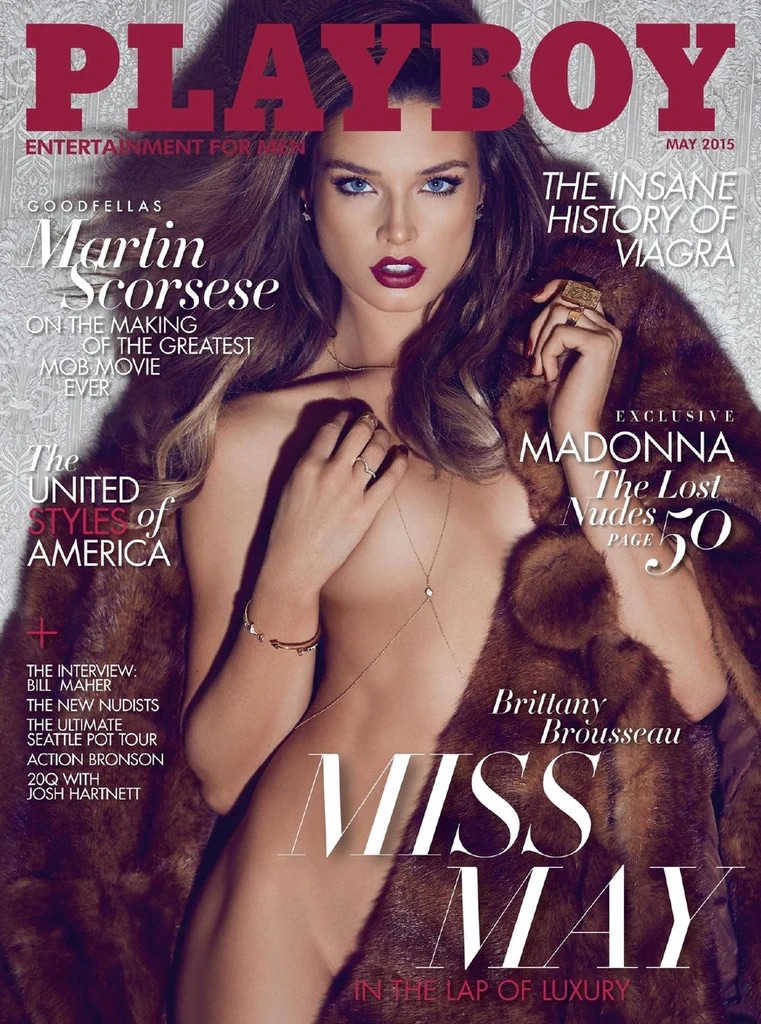 PLAYBOY
ENTERTAINMENT FOR MEN
MAY 2015
GOODFELLAS
Martin
Scorsese
ON THE MAKING
OF THE GREATEST
MOB MOVIE
EVER
THE INSANE
HISTORY OF
VIAGRA
The
UNITED
STYLES of
AMERICA
EXCLUSIVE
MADONNA
The Lost
Nudes
PAGE 50
+
THE INTERVIEW:
BILL MAHER
THE NEW NUDISTS
THE ULTIMATE
SEATTLE POT TOUR
ACTION BRONSON
20Q WITH
JOSH HARTNETT
Brittany
Brousseau
MISS
MAY
IN THE LAP OF LUXURY